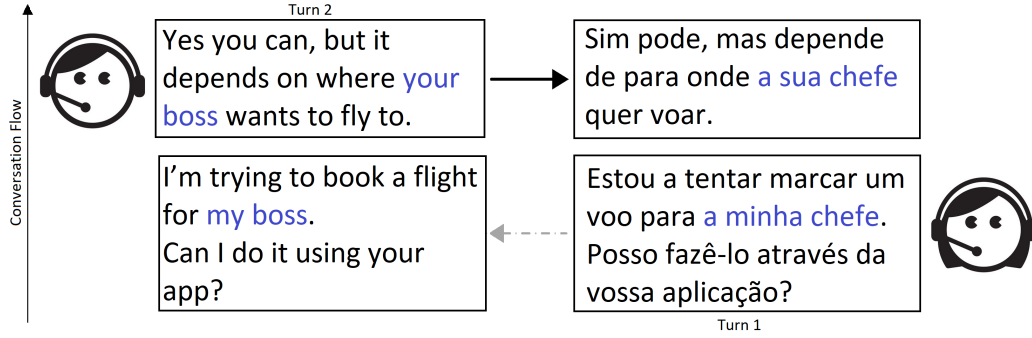 Turn 2
Yes you can, but it
depends on where your
boss wants to fly to.
Sim pode, mas depende
de para onde a sua chefe
quer voar.
Conversation Flow
I'm trying to book a flight
for my boss.
Can I do it using your
app?
Estou a tentar marcar um
voo para a minha chefe.
Posso fazê-lo através da
vossa aplicação?
Turn 1